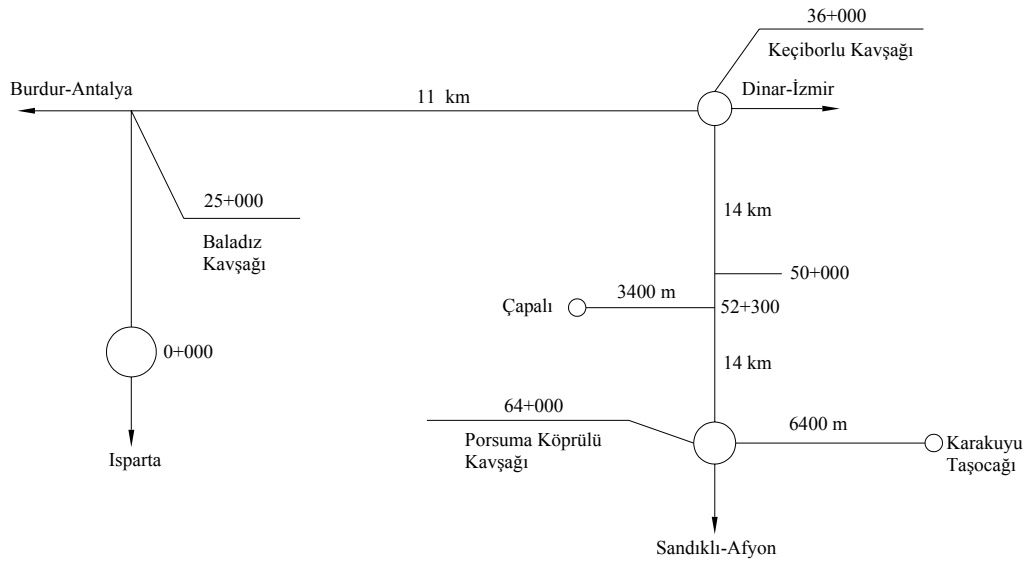 36+000
Keçiborlu Kavşağı
Burdur-Antalya
11 km
Dinar-İzmir
25+000
Baladız
Kavşağı
14 km
50+000
Çapalı
3400 m
52+300
0+000
14 km
64+000
Porsuma Köprülü
Kavşağı
6400 m
Karakuyu
Taşocağı
Isparta
Sandıklı-Afyon